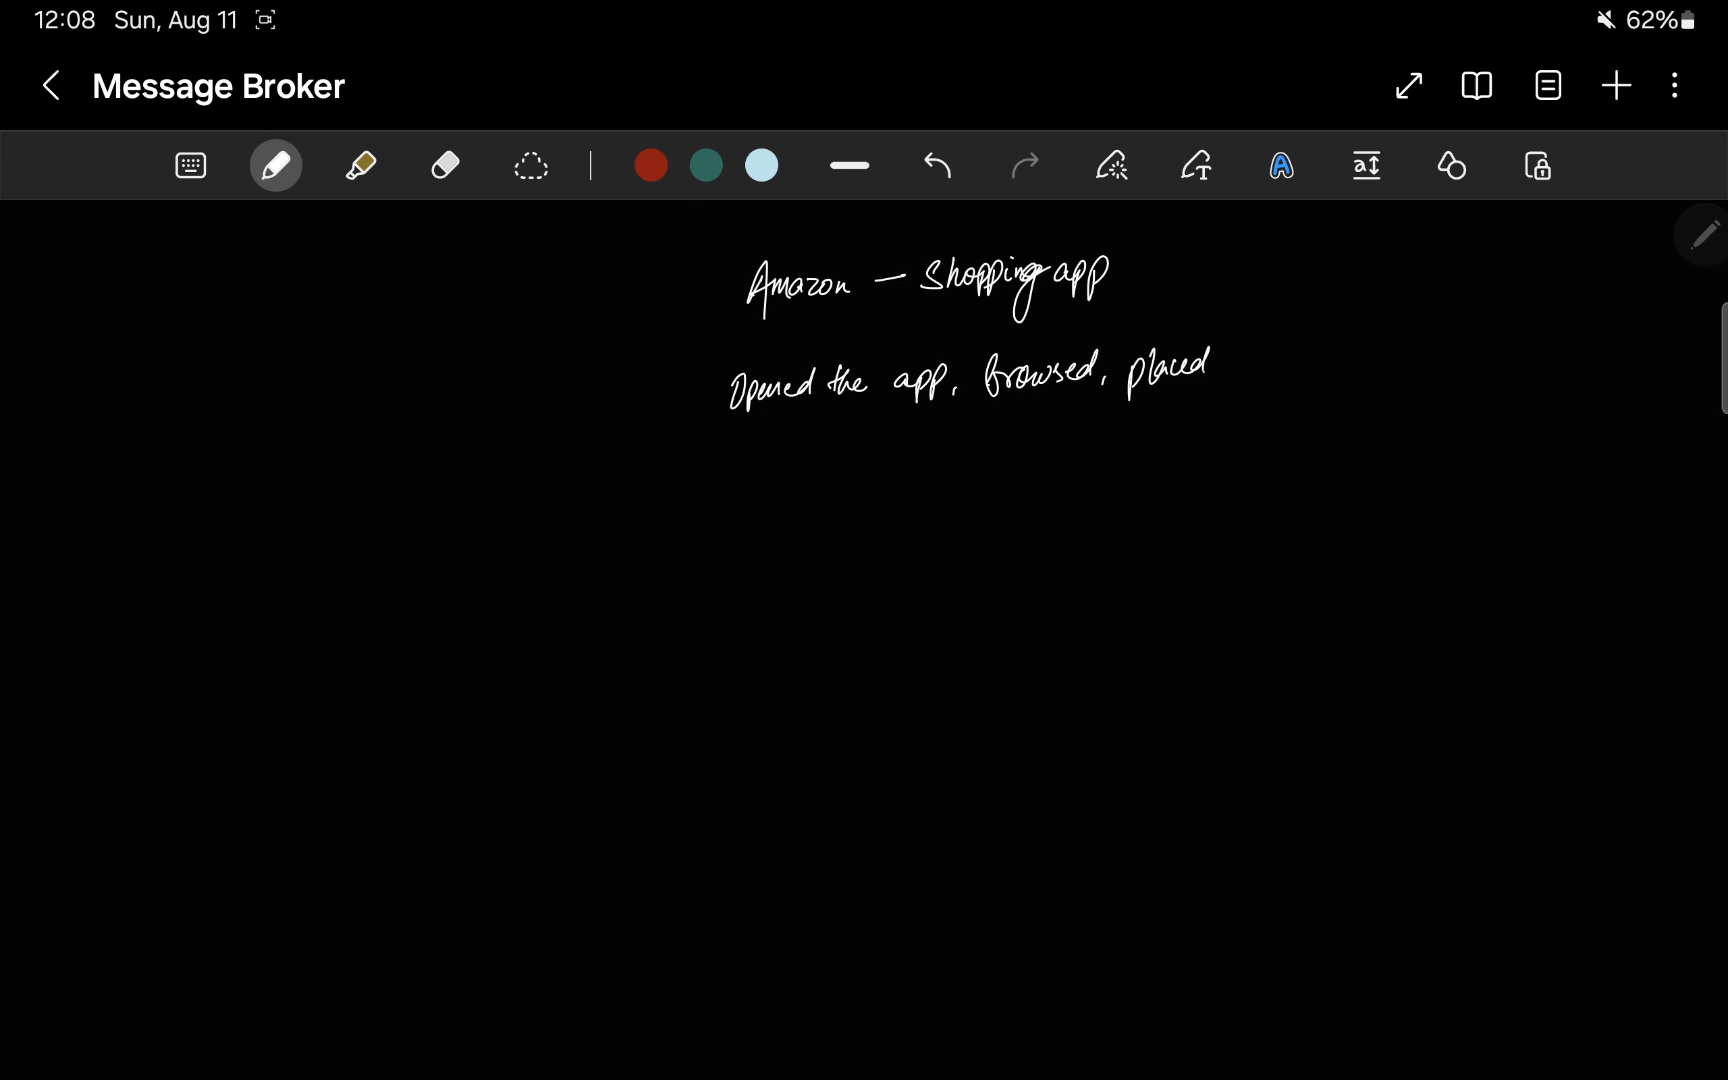 12:08 Sun, Aug 11 62%
Message Broker
Amazon — Shopping app
Opened the app, browsed, placed